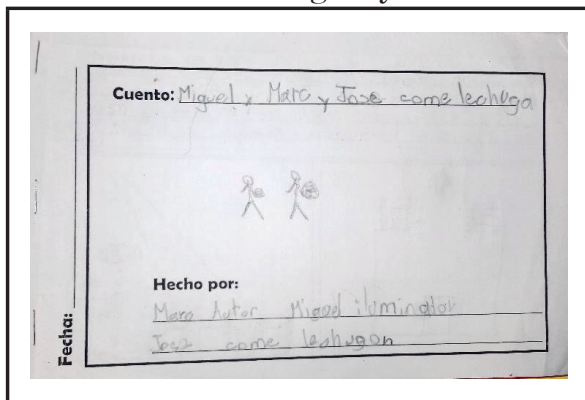 Cuento: Miguel y Marc y Jose come lechuga
Hecho por:
Marc Autor Miguel iluminador
Jose come lechugon
Fecha: